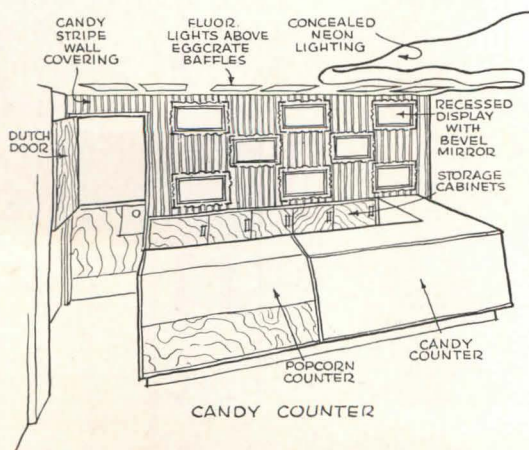 CANDY
STRIPE
WALL
COVERING
FLUOR.
LIGHTS ABOVE
EGGCRATE
BAFFLES
CONCEALED
NEON
LIGHTING
DUTCH
DOOR
RECESSED
DISPLAY
WITH
BEVEL
MIRROR
STORAGE
CABINETS
POPCORN
COUNTER
CANDY
COUNTER
CANDY COUNTER